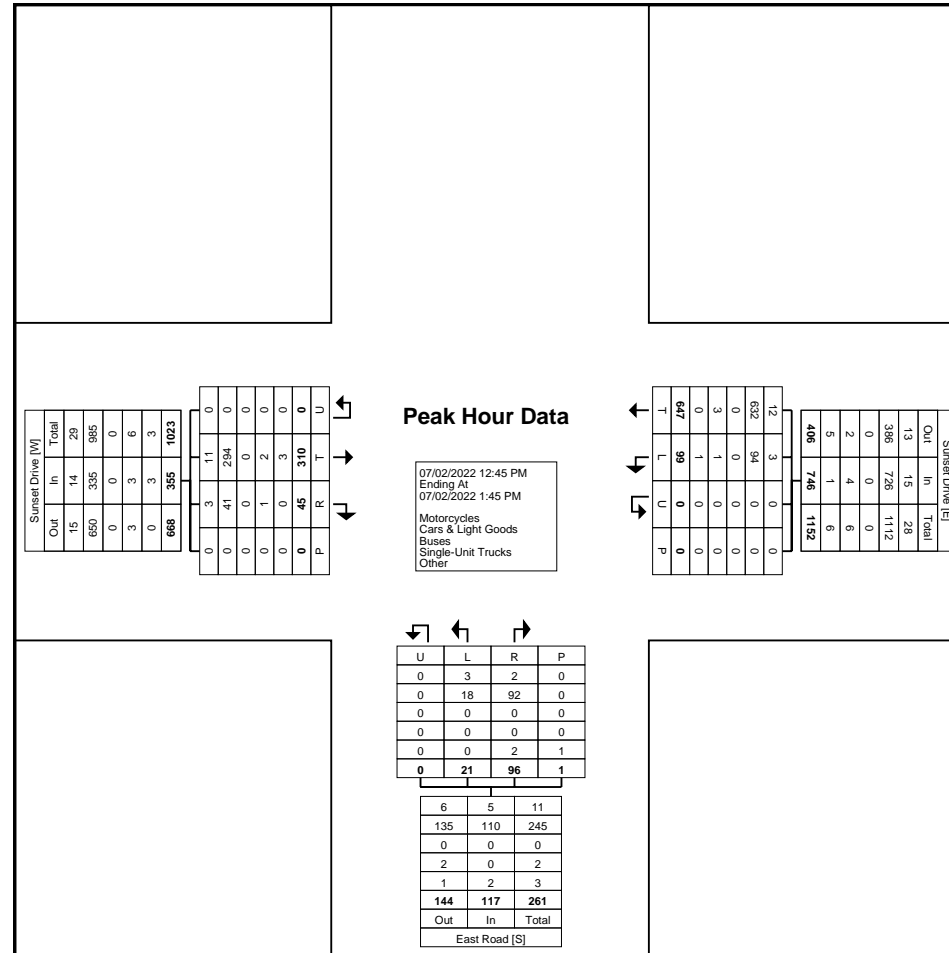 Peak Hour Data
07/02/2022 12:45 PM
Ending At
07/02/2022 1:45 PM
Motorcycles
Cars & Light Goods
Buses
Single-Unit Trucks
Other
Sunset Drive [W]
Out In Total
15 14 29
650 335 985
0 0 0
3 3 6
0 3 3
668 355 1023
U T R P
0 310 45 0
0 3 0 0
0 2 1 0
0 0 0 0
0 294 41 0
0 11 3 0
Sunset Drive [E]
Out In Total
13 15 28
386 726 1112
0 0 0
2 4 6
5 1 6
406 746 1152
12 3 0 0
632 94 0 0
0 0 0 0
3 1 0 0
0 1 0 0
647 99 0 0
T L U P
U L R P
0 3 2 0
0 18 92 0
0 0 0 0
0 0 0 0
0 0 2 1
0 21 96 1
6 5 11
135 110 245
0 0 0
2 0 2
1 2 3
144 117 261
Out In Total
East Road [S]